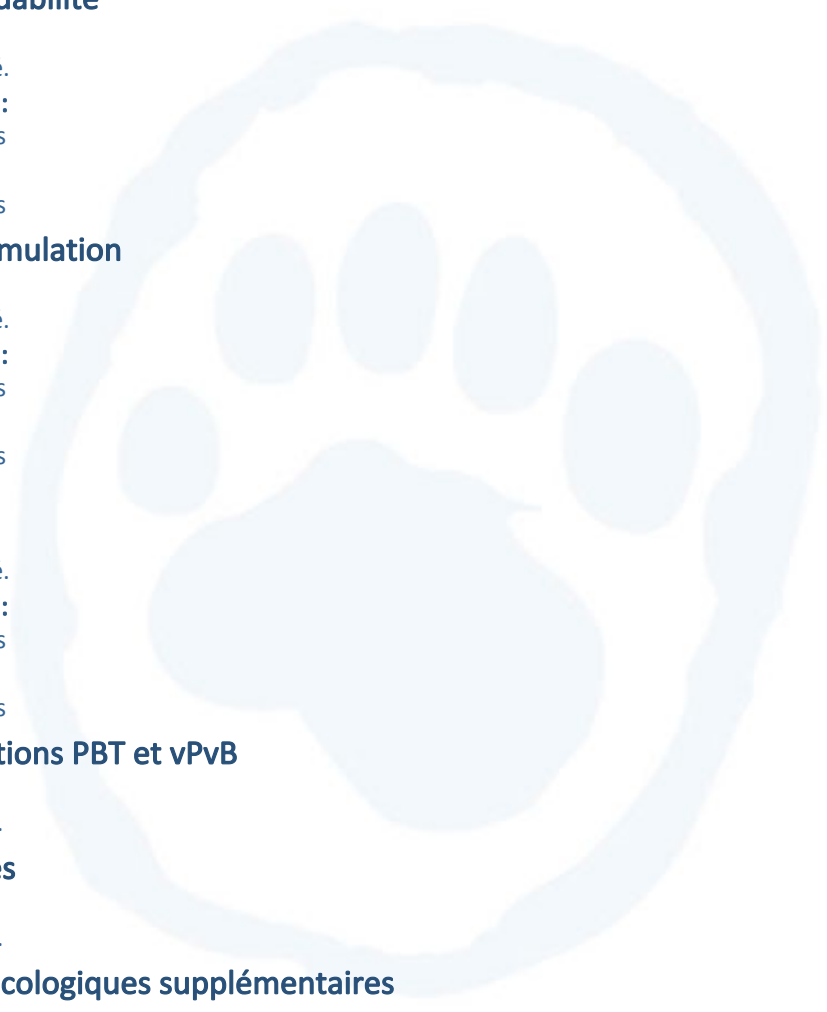 dabilité
e.
:
s
s
mulation
e.
:
s
s
e.
:
s
s
tions PBT et vPvB
.
es
.
cologiques supplémentaires